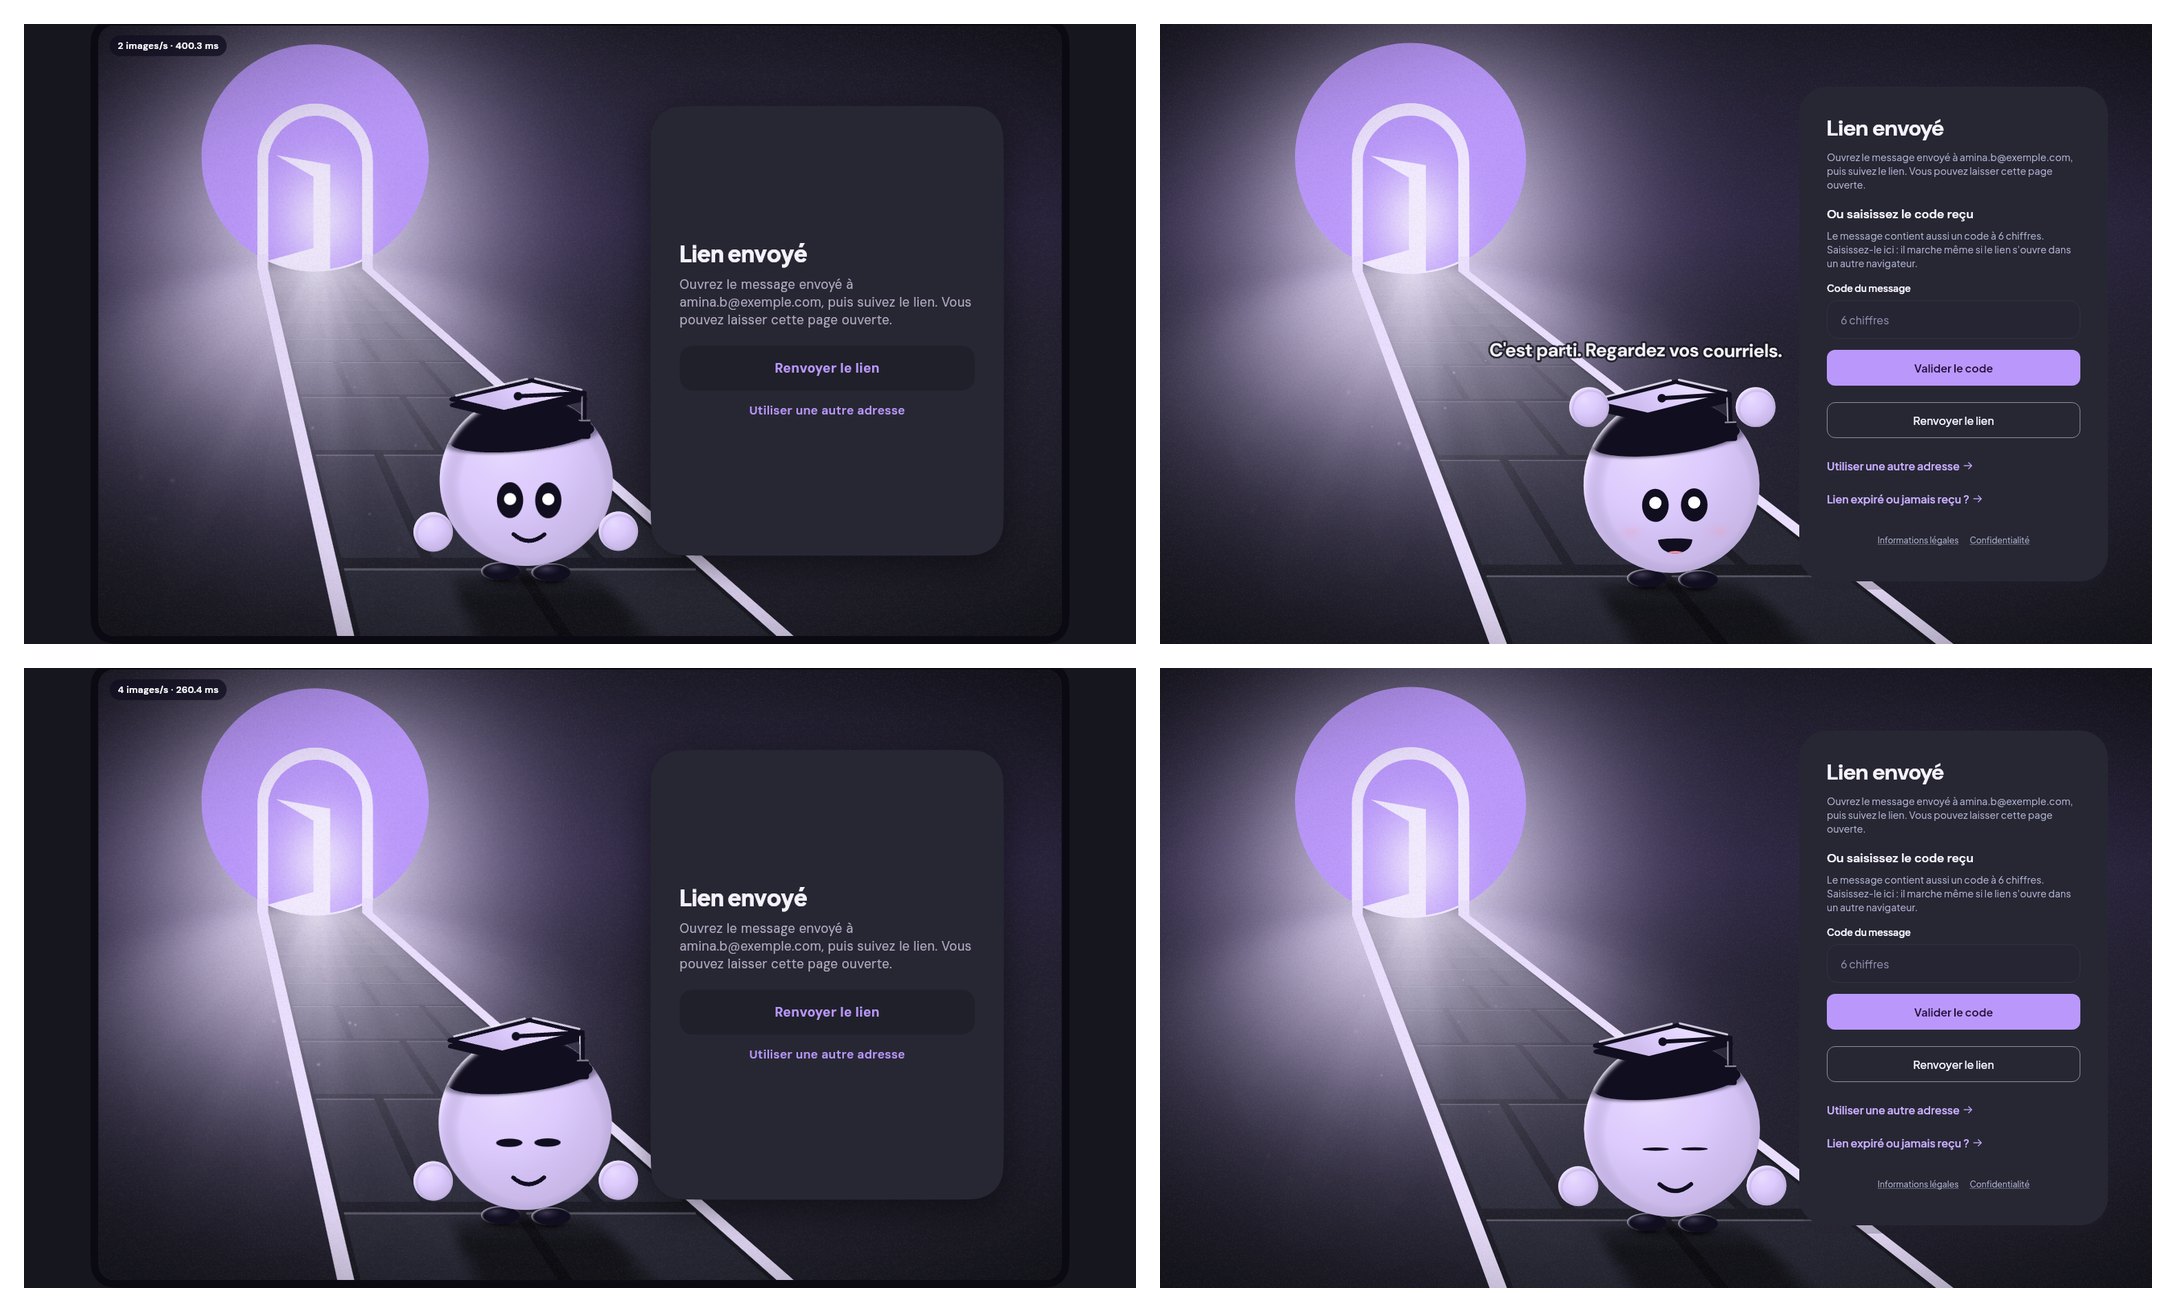 2 images/s · 400.3 ms
Lien envoyé
Ouvrez le message envoyé à
amina.b@exemple.com, puis suivez le lien. Vous
pouvez laisser cette page ouverte.
Renvoyer le lien
Utiliser une autre adresse
C'est parti. Regardez vos courriels.
Lien envoyé
Ouvrez le message envoyé à amina.b@exemple.com,
puis suivez le lien. Vous pouvez laisser cette page
ouverte.
Ou saisissez le code reçu
Le message contient aussi un code à 6 chiffres.
Saisissez-le ici : il marche même si le lien s'ouvre dans
un autre navigateur.
Code du message
6 chiffres
Valider le code
Renvoyer le lien
Utiliser une autre adresse →
Lien expiré ou jamais reçu ? →
Informations légales Confidentialité
4 images/s · 260.4 ms
Lien envoyé
Ouvrez le message envoyé à
amina.b@exemple.com, puis suivez le lien. Vous
pouvez laisser cette page ouverte.
Renvoyer le lien
Utiliser une autre adresse
Lien envoyé
Ouvrez le message envoyé à amina.b@exemple.com,
puis suivez le lien. Vous pouvez laisser cette page
ouverte.
Ou saisissez le code reçu
Le message contient aussi un code à 6 chiffres.
Saisissez-le ici : il marche même si le lien s'ouvre dans
un autre navigateur.
Code du message
6 chiffres
Valider le code
Renvoyer le lien
Utiliser une autre adresse →
Lien expiré ou jamais reçu ? →
Informations légales Confidentialité